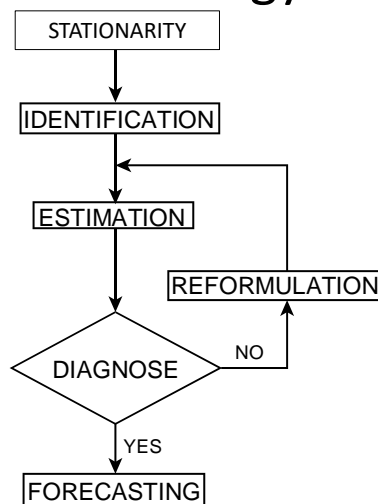 STATIONARITY
IDENTIFICATION
ESTIMATION
REFORMULATION
DIAGNOSE
NO
YES
FORECASTING